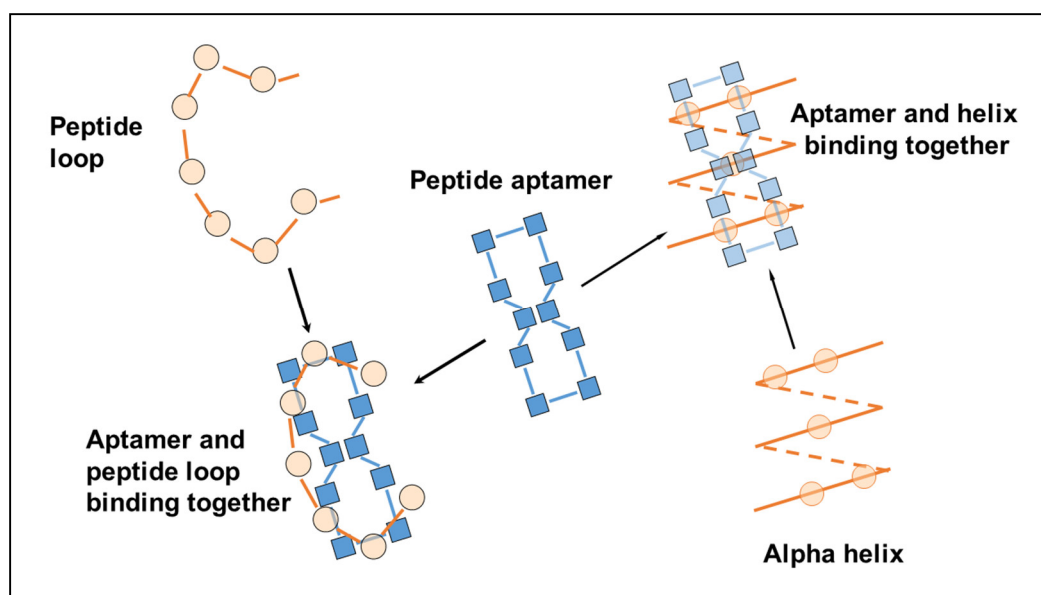 Peptide
loop
Peptide aptamer
Aptamer and helix
binding together
Aptamer and
peptide loop
binding together
Alpha helix